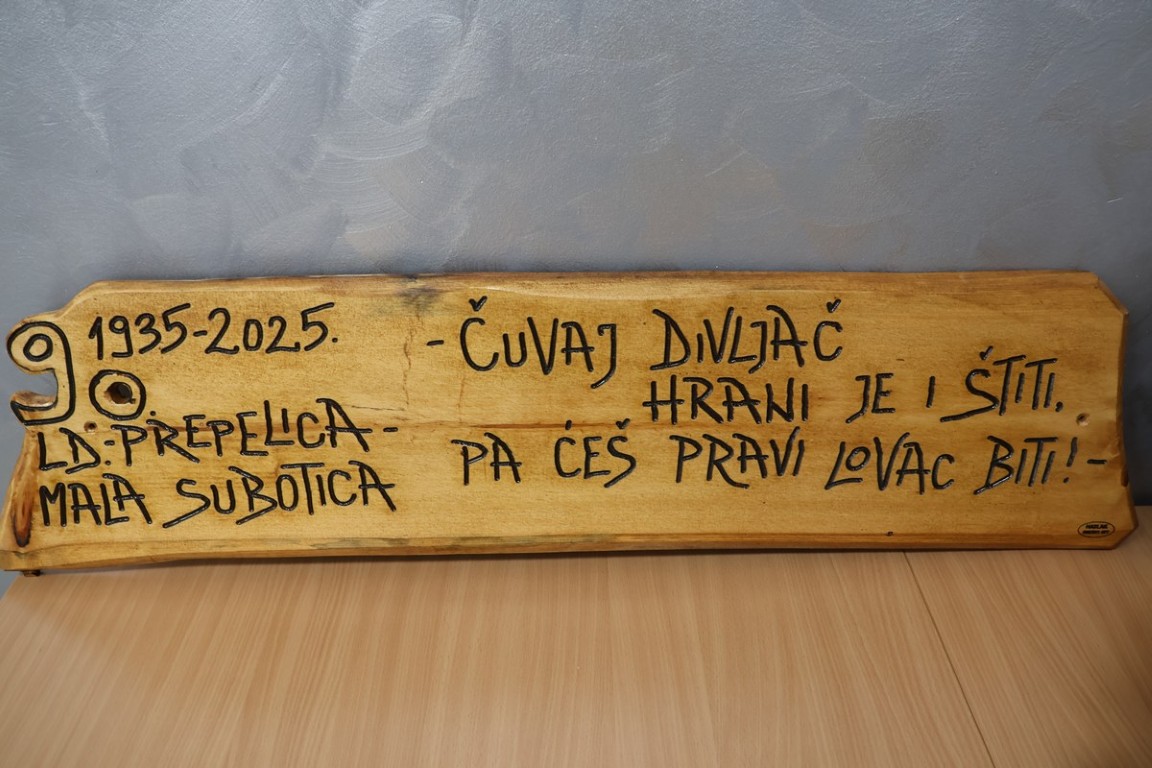 90.
1935-2025.
LD.-PREPELICA-
MALA SUBOTICA
-ČUVAJ DIVLJAČ
HRANI JE I ŠTITI,
PA ĆEŠ PRAVI LOVAC BITI!-